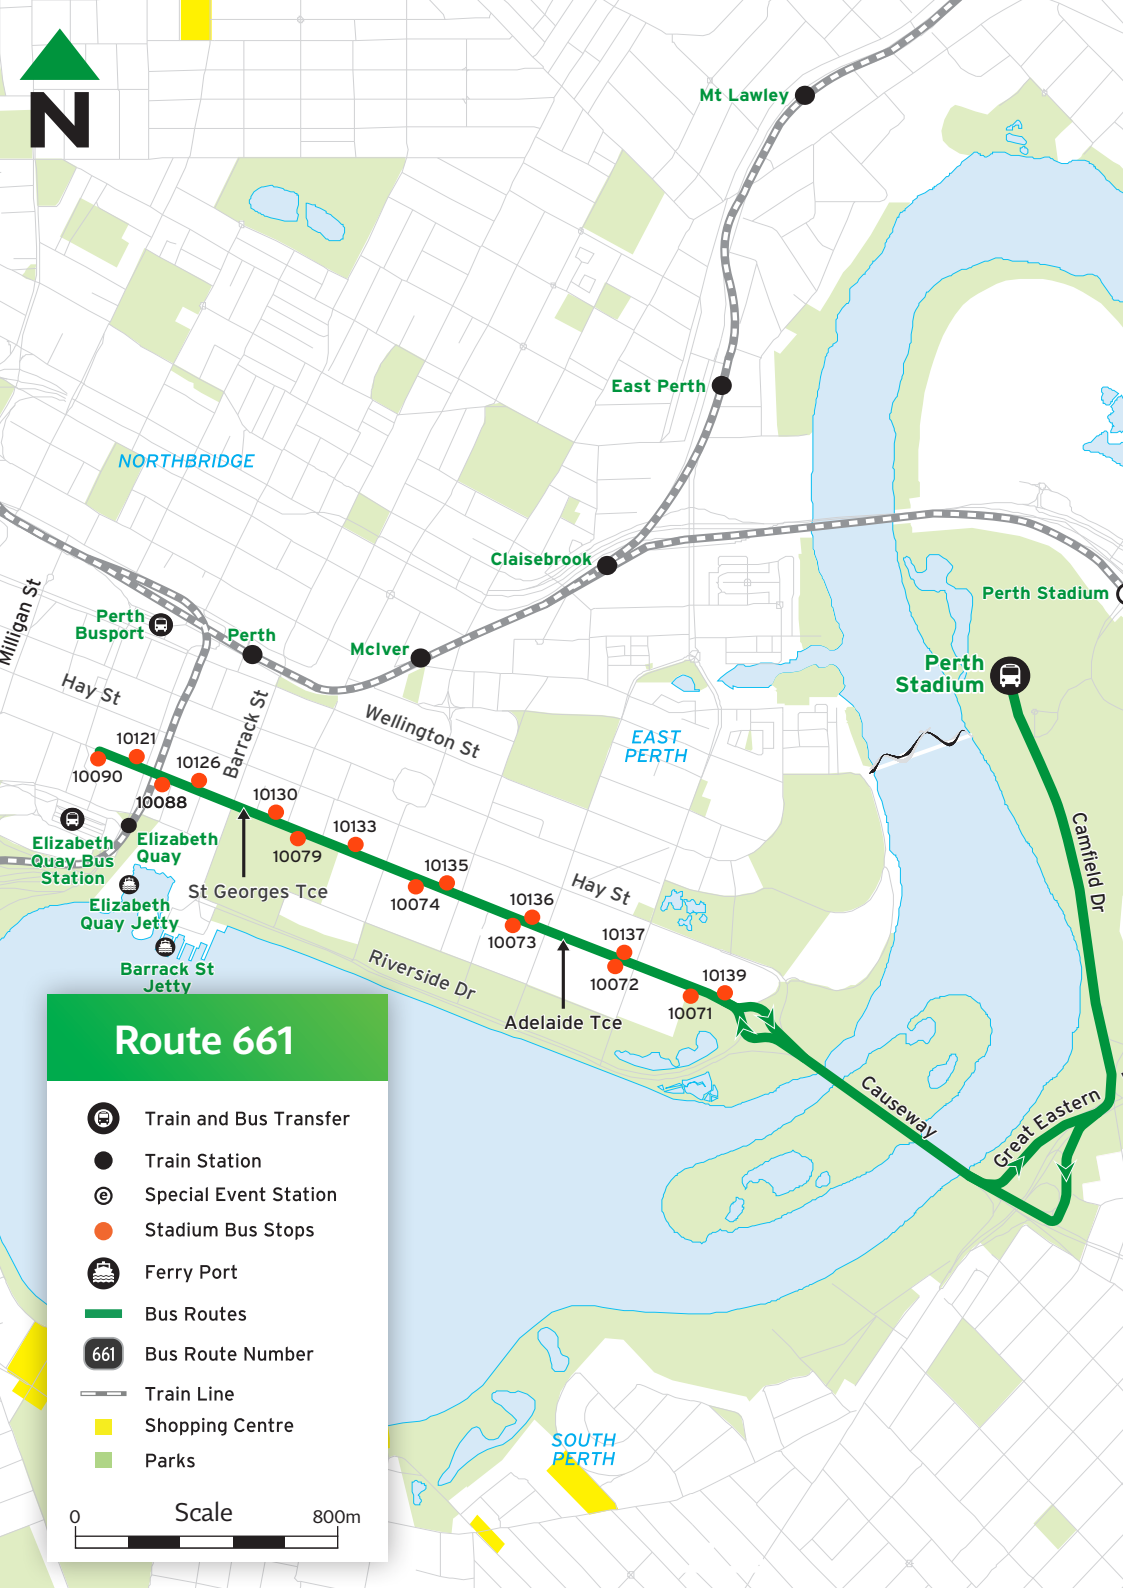 N
Mt Lawley
East Perth
NORTHBRIDGE
Claisebrook
Perth Stadium
Milligan St
Perth
Busport
Perth
McIver
Perth
Stadium
Hay St
Barrack St
Wellington St
EAST
PERTH
10121
10090
10126
10088
10130
10079
10133
Elizabeth
Quay Bus
Station
Elizabeth
Quay
St Georges Tce
10135
10074
Hay St
10136
10073
10137
10072
10139
10071
Camfield Dr
Elizabeth
Quay Jetty
Barrack St
Jetty
Riverside Dr
Adelaide Tce
Causeway
Great Eastern
Route 661
Train and Bus Transfer
Train Station
e Special Event Station
Stadium Bus Stops
Ferry Port
Bus Routes
661 Bus Route Number
Train Line
Shopping Centre
Parks
Scale
0 800m
SOUTH
PERTH